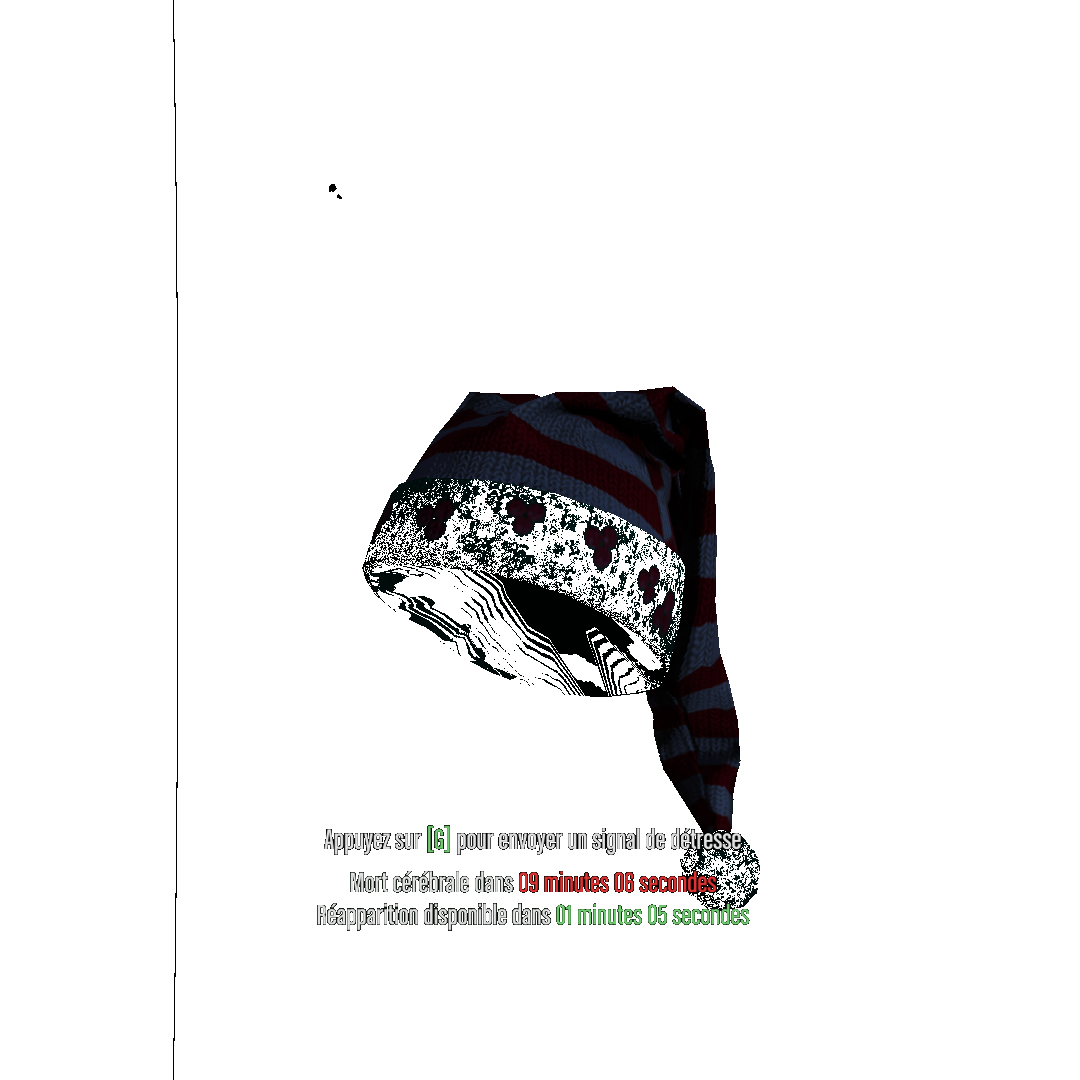 Appuyez sur [G] pour envoyer un signal de détresse
Mort cérébrale dans 09 minutes 06 secondes
Réapparition disponible dans 01 minutes 05 secondes